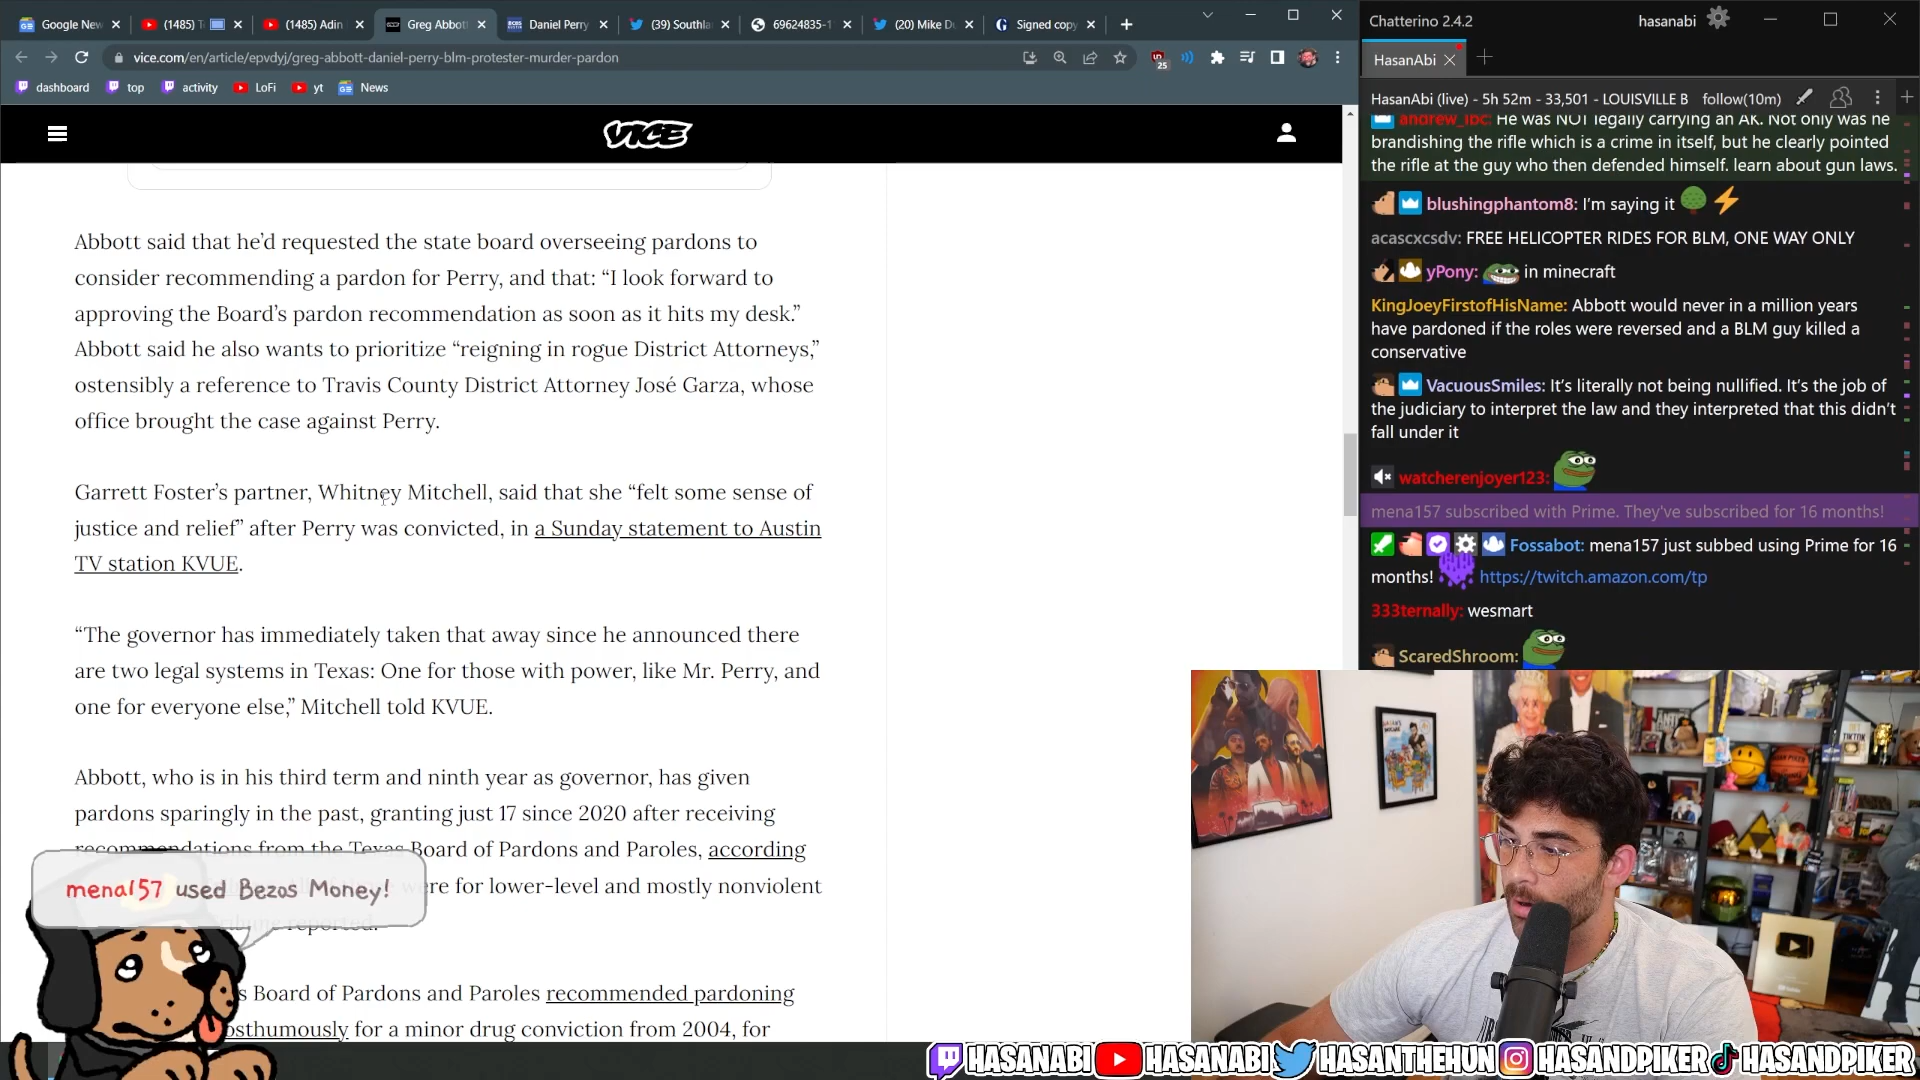 Google New
(1485) T
(1485) Adin
Greg Abbot
Daniel Perry
(39) Southla
69624835-1
(20) Mike D
Signed copy
vice.com/en/article/epvdyj/greg-abbott-daniel-perry-blm-protester-murder-pardon
25
dashboard
top
activity
LoFi
yt
News
VICE
Abbott said that he’d requested the state board overseeing pardons to
consider recommending a pardon for Perry, and that: “I look forward to
approving the Board’s pardon recommendation as soon as it hits my desk.”
Abbott said he also wants to prioritize “reigning in rogue District Attorneys,”
ostensibly a reference to Travis County District Attorney José Garza, whose
office brought the case against Perry.
Garrett Foster’s partner, Whitney Mitchell, said that she “felt some sense of
justice and relief” after Perry was convicted, in a Sunday statement to Austin
TV station KVUE.
“The governor has immediately taken that away since he announced there
are two legal systems in Texas: One for those with power, like Mr. Perry, and
one for everyone else,” Mitchell told KVUE.
Abbott, who is in his third term and ninth year as governor, has given
pardons sparingly in the past, granting just 17 since 2020 after receiving
recommendations from the Texas Board of Pardons and Paroles, according
were for lower-level and mostly nonviolent
reported.
mena157 used Bezos Money!
s Board of Pardons and Paroles recommended pardoning
osthumously for a minor drug conviction from 2004, for
Chatterino 2.4.2
hasanabi
HasanAbi
HasanAbi (live) - 5h 52m - 33,501 - LOUISVILLE B
follow(10m)
andrew_lbc: He was NOT legally carrying an AK. Not only was he
brandishing the rifle which is a crime in itself, but he clearly pointed
the rifle at the guy who then defended himself. learn about gun laws.
blushingphantom8: I’m saying it
acascxcsdv: FREE HELICOPTER RIDES FOR BLM, ONE WAY ONLY
yPony: in minecraft
KingJoeyFirstofHisName: Abbott would never in a million years
have pardoned if the roles were reversed and a BLM guy killed a
conservative
VacuousSmiles: It’s literally not being nullified. It’s the job of
the judiciary to interpret the law and they interpreted that this didn’t
fall under it
watcherenjoyer123:
mena157 subscribed with Prime. They've subscribed for 16 months!
Fossabot: mena157 just subbed using Prime for 16
months! https://twitch.amazon.com/tp
333ternally: wesmart
ScaredShroom:
HASANABI HASANABI HASANTHEHUN HASANDPIKER HASANDPIKER